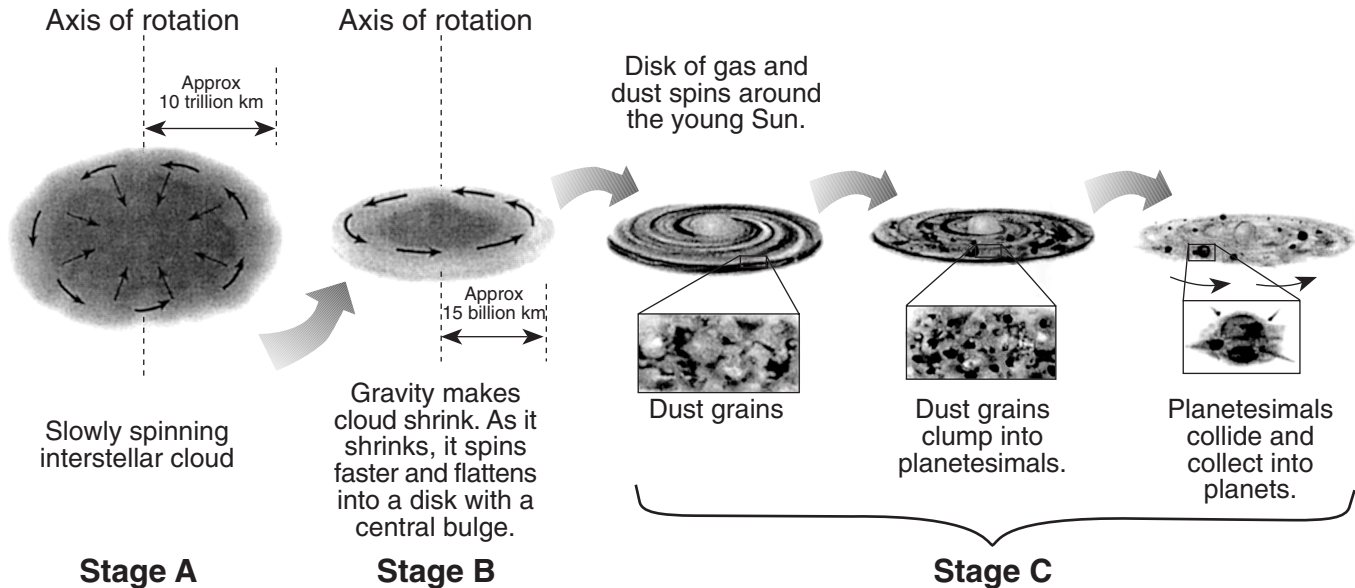 Axis of rotation
Approx
10 trillion km
Slowly spinning
interstellar cloud
Stage A
Axis of rotation
Approx
15 billion km
Gravity makes
cloud shrink. As it
shrinks, it spins
faster and flattens
into a disk with a
central bulge.
Stage B
Disk of gas and
dust spins around
the young Sun.
Dust grains
Dust grains
clump into
planetesimals.
Planetesimals
collide and
collect into
planets.
Stage C